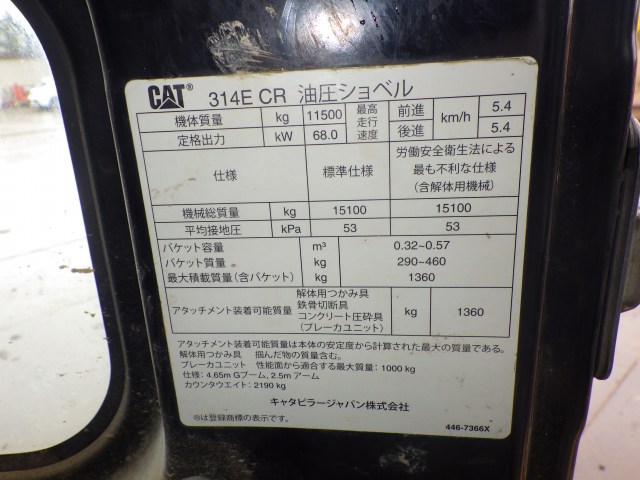 CAT 314E CR 油圧ショベル
機体質量 kg 11500 最高走行速度 前進 km/h 5.4
定格出力 kW 68.0 後進 5.4
仕様 標準仕様 労働安全衛生法による最も不利な仕様(含解体用機械)
機械総質量 kg 15100 15100
平均接地圧 kPa 53 53
バケット容量 m³ 0.32~0.57
バケット質量 kg 290~460
最大積載質量(含バケット) kg 1360
アタッチメント装着可能質量 解体用つかみ具 鉄骨切断具 コンクリート圧砕具 (ブレーカユニット) kg 1360
アタッチメント装着可能質量は本体の安定度から計算された最大の質量である。
解体用つかみ具 掴んだ物の質量含む。
ブレーカユニット 性能面から適合する最大質量:1000 kg
仕様:4.65m Gブーム, 2.5m アーム
カウンタウエイト:2190 kg
キャタピラージャパン株式会社
®は登録商標の表示です。
446-7366X